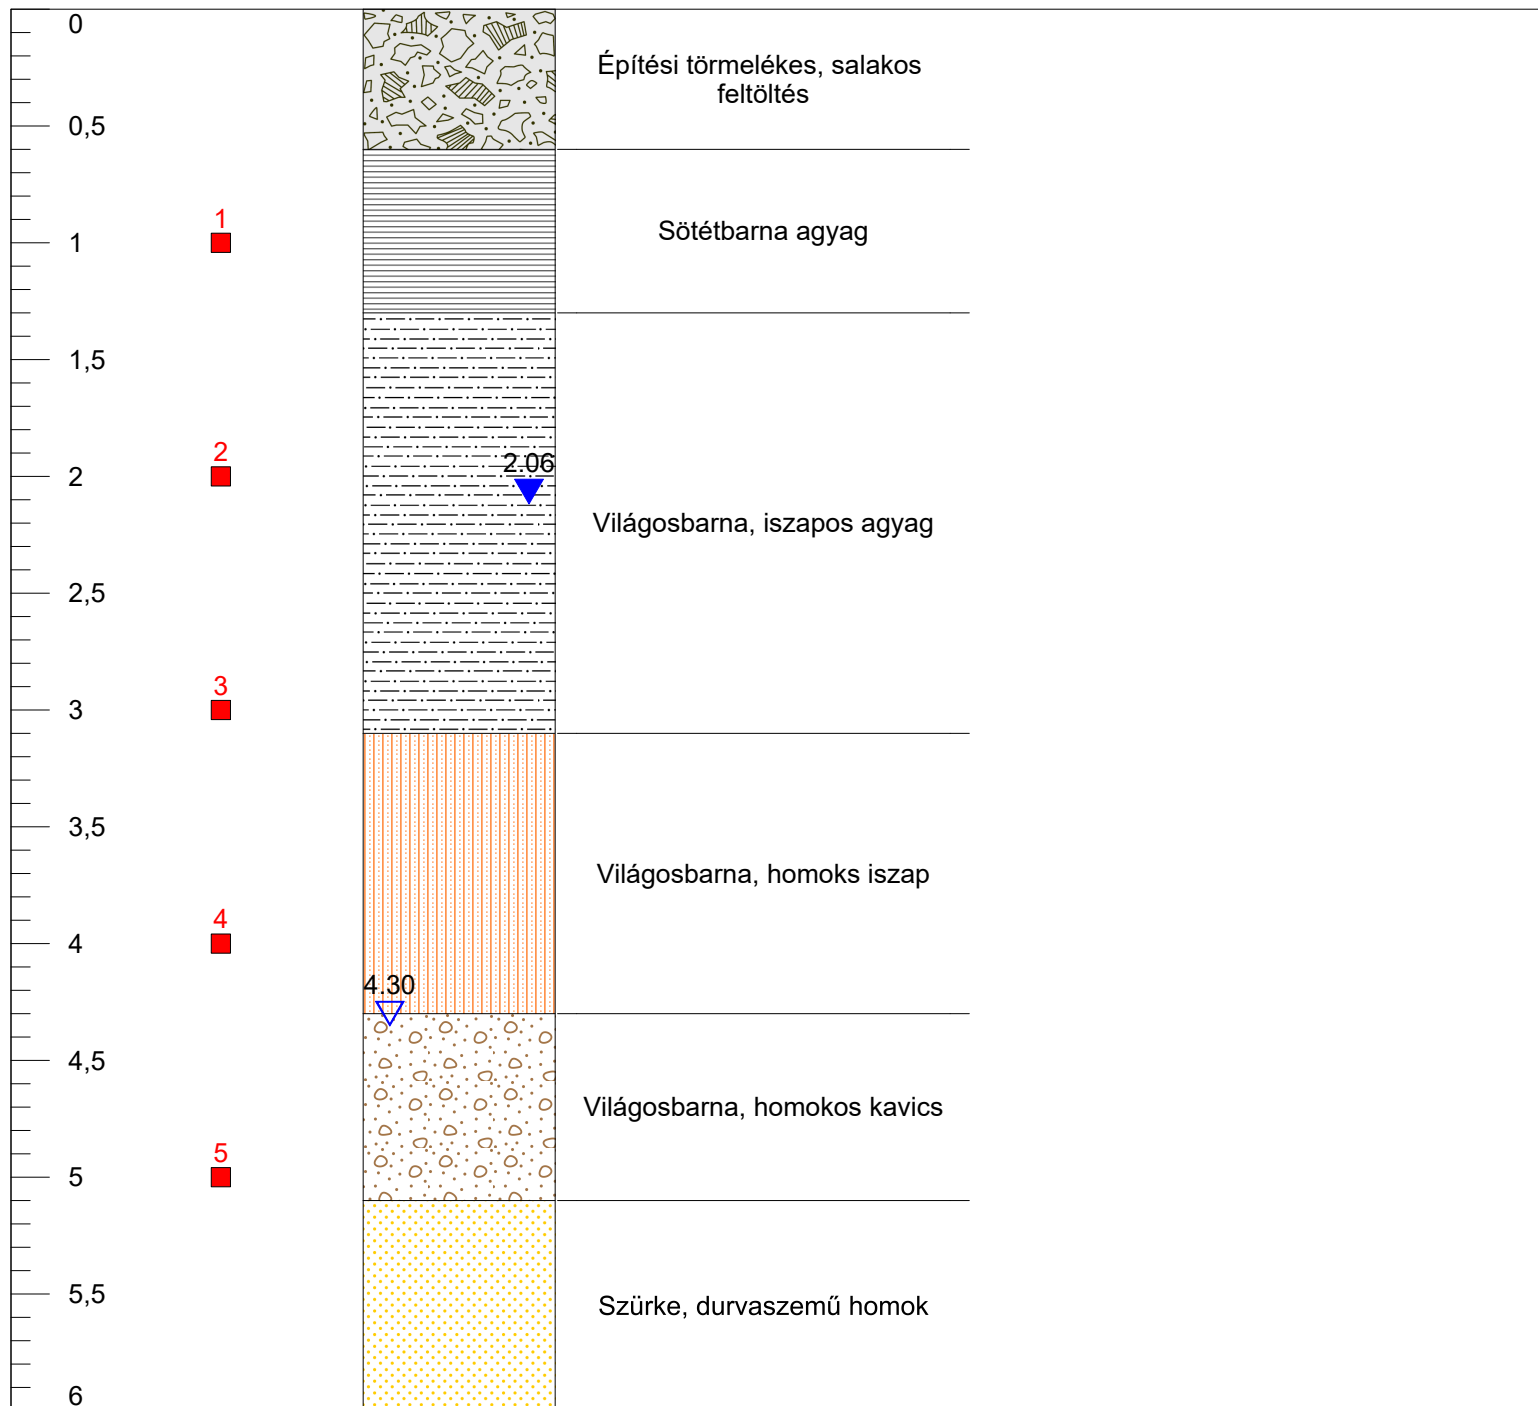 0
Építési törmelékes, salakos
feltöltés
0,5
1
1
Sötétbarna agyag
1,5
2
2
2.06
Világosbarna, iszapos agyag
2,5
3
3
3,5
Világosbarna, homoks iszap
4
4
4.30
4,5
Világosbarna, homokos kavics
5
5
5,5
Szürke, durvaszemű homok
6